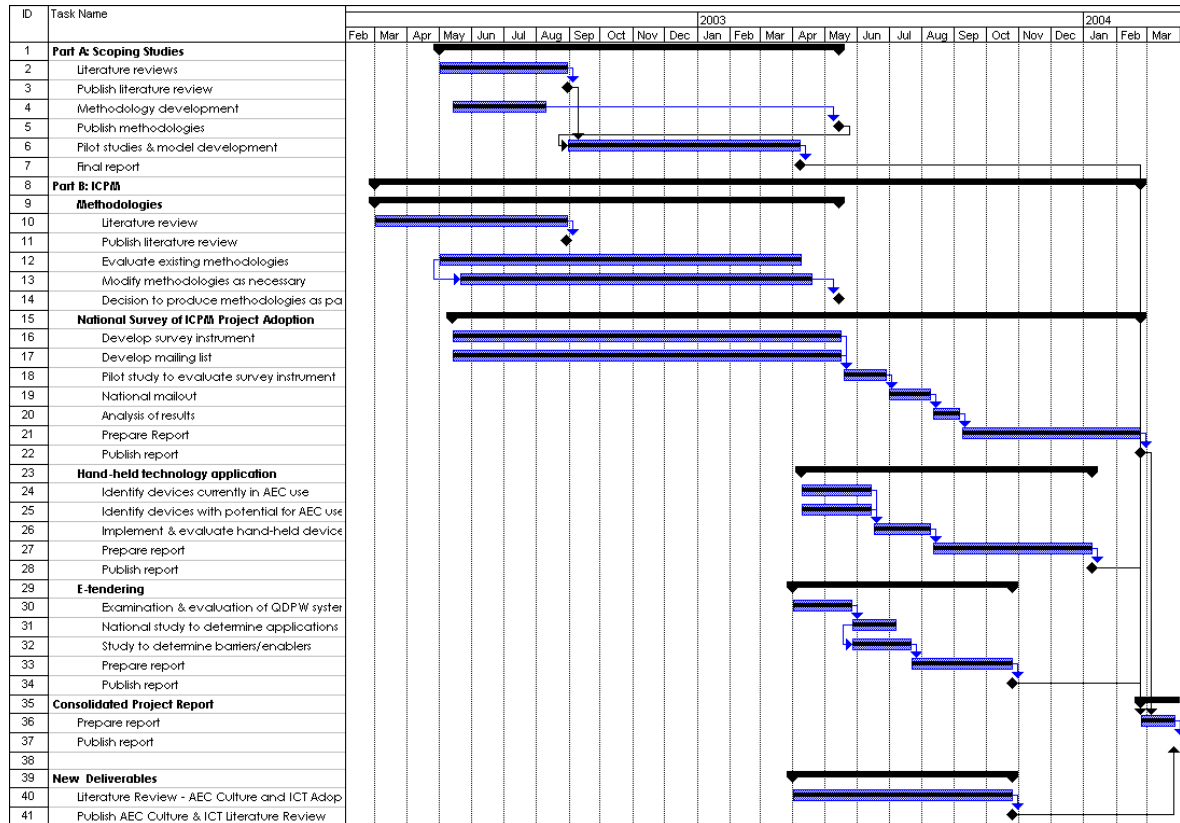 ID Task Name 2003 2004
Feb Mar Apr May Jun Jul Aug Sep Oct Nov Dec Jan Feb Mar Apr May Jun Jul Aug Sep Oct Nov Dec Jan Feb Mar
1 Part A: Scoping Studies
2 Literature reviews
3 Publish literature review
4 Methodology development
5 Publish methodologies
6 Pilot studies & model development
7 Final report
8 Part B: ICPM
9 Methodologies
10 Literature review
11 Publish literature review
12 Evaluate existing methodologies
13 Modify methodologies as necessary
14 Decision to produce methodologies as pa
15 National Survey of ICPM Project Adoption
16 Develop survey instrument
17 Develop mailing list
18 Pilot study to evaluate survey instrument
19 National mailout
20 Analysis of results
21 Prepare Report
22 Publish report
23 Hand-held technology application
24 Identify devices currently in AEC use
25 Identify devices with potential for AEC use
26 Implement & evaluate hand-held device
27 Prepare report
28 Publish report
29 E-tendering
30 Examination & evaluation of QDPW syster
31 National study to determine applications
32 Study to determine barriers/enablers
33 Prepare report
34 Publish report
35 Consolidated Project Report
36 Prepare report
37 Publish report
38
39 New Deliverables
40 Literature Review - AEC Culture and ICT Adop
41 Publish AEC Culture & ICT Literature Review